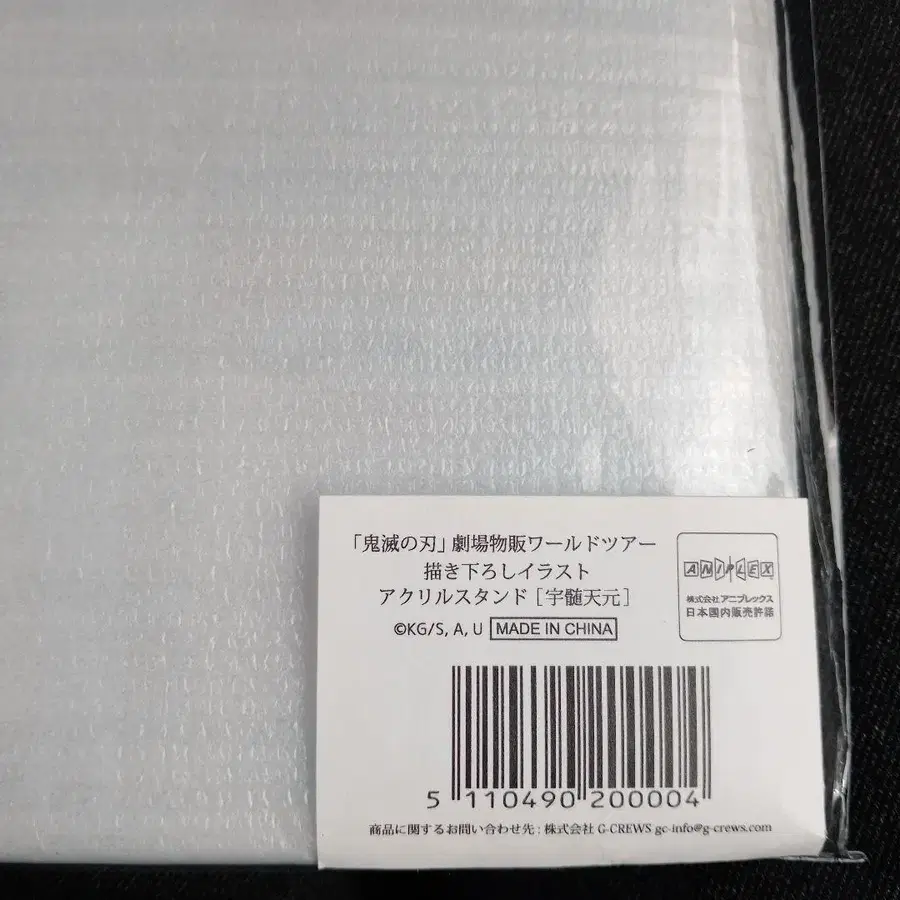 「鬼滅の刃」劇場物販ワールドツアー
描き下ろしイラスト
アクリルスタンド［宇髄天元］
©KG/S, A, U MADE IN CHINA
ANIPLEX
株式会社アニプレックス
日本国内販売許諾
5 110490 200004
商品に関するお問い合わせ先 : 株式会社 G-CREWS gc-info@g-crews.com